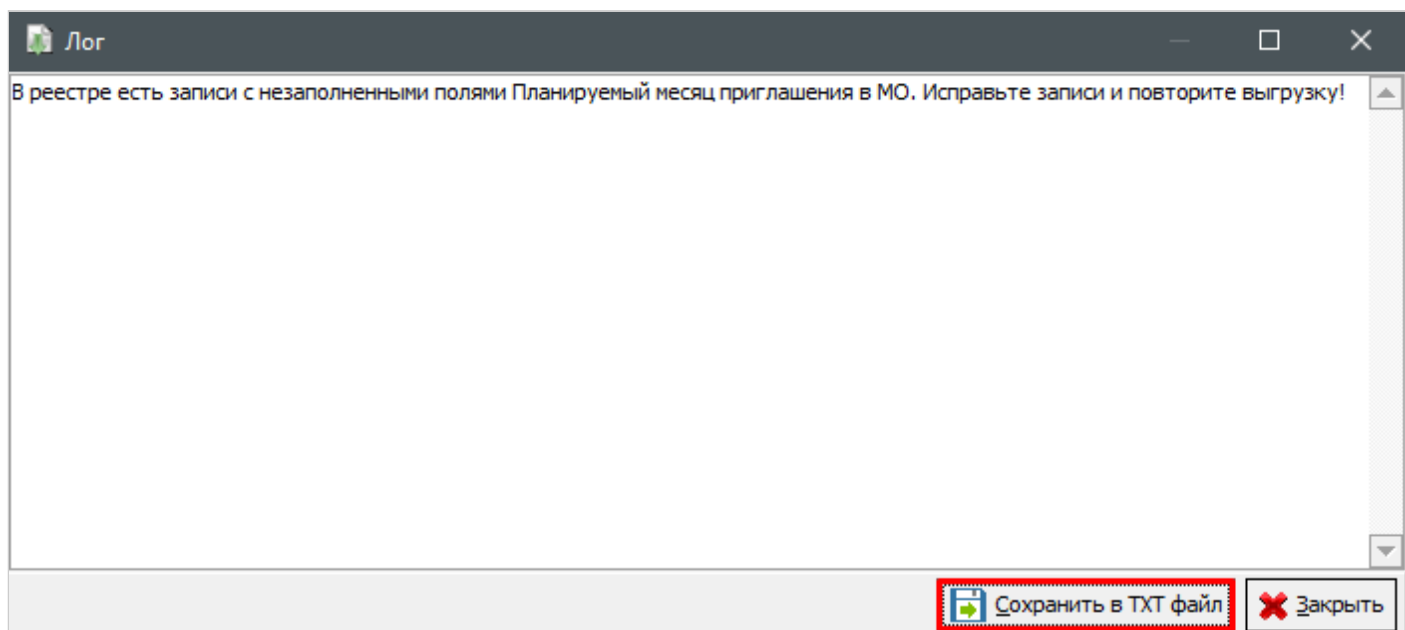 Лог
В реестре есть записи с незаполненными полями Планируемый месяц приглашения в МО. Исправьте записи и повторите выгрузку!
Сохранить в TXT файл
Закрыть